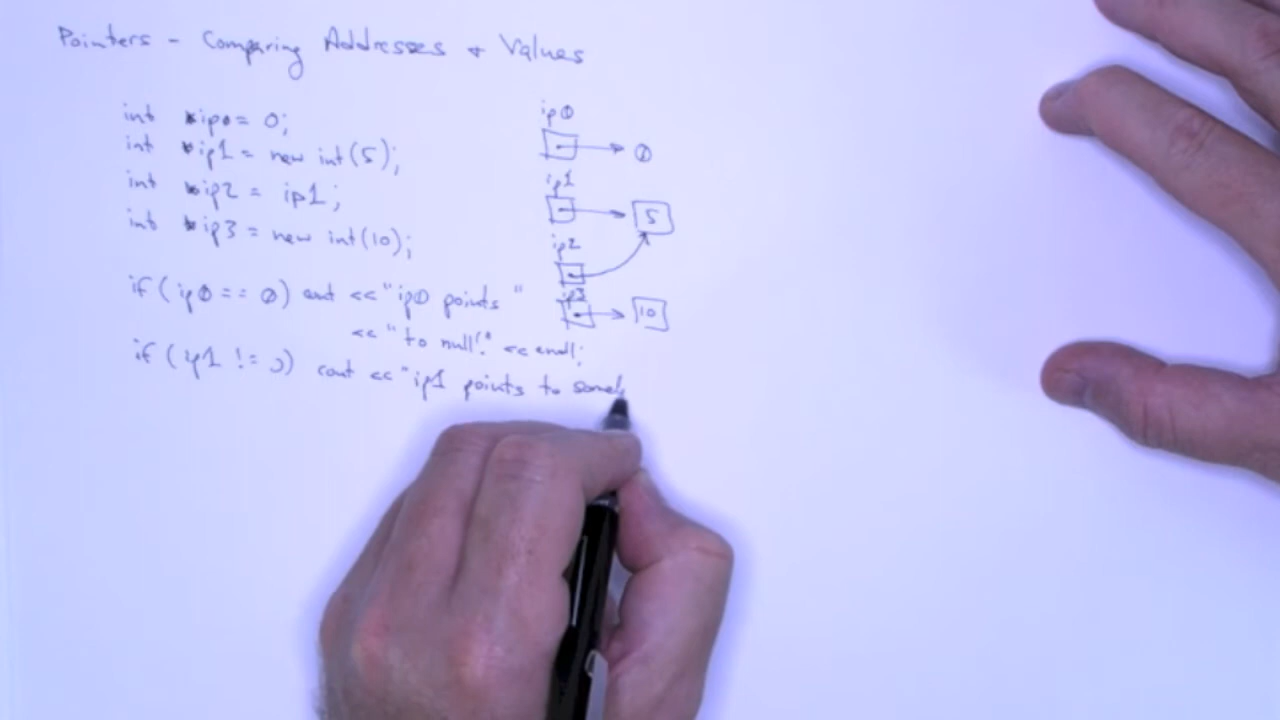 Pointers - Comparing Addresses + Values
int *ip0 = 0;
int *ip1 = new int(5);
int *ip2 = ip1;
int *ip3 = new int(10);
if (ip0 == 0) cout << "ip0 points "
<< "to null." << endl;
if (ip1 != 0) cout << "ip1 points to some
ip0
0
ip1
5
ip2
ip3
10